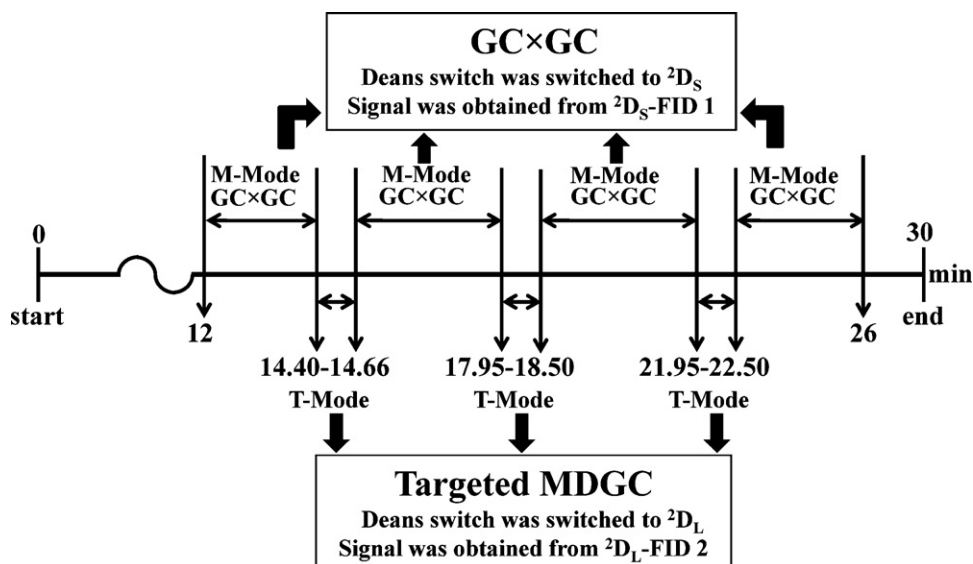 GC×GC
Deans switch was switched to ²Dₛ
Signal was obtained from ²Dₛ-FID 1
M-Mode
GC×GC
M-Mode
GC×GC
M-Mode
GC×GC
M-Mode
GC×GC
0
30
min
start
12
26
end
14.40-14.66
17.95-18.50
21.95-22.50
T-Mode
T-Mode
T-Mode
Targeted MDGC
Deans switch was switched to ²D_L
Signal was obtained from ²D_L-FID 2